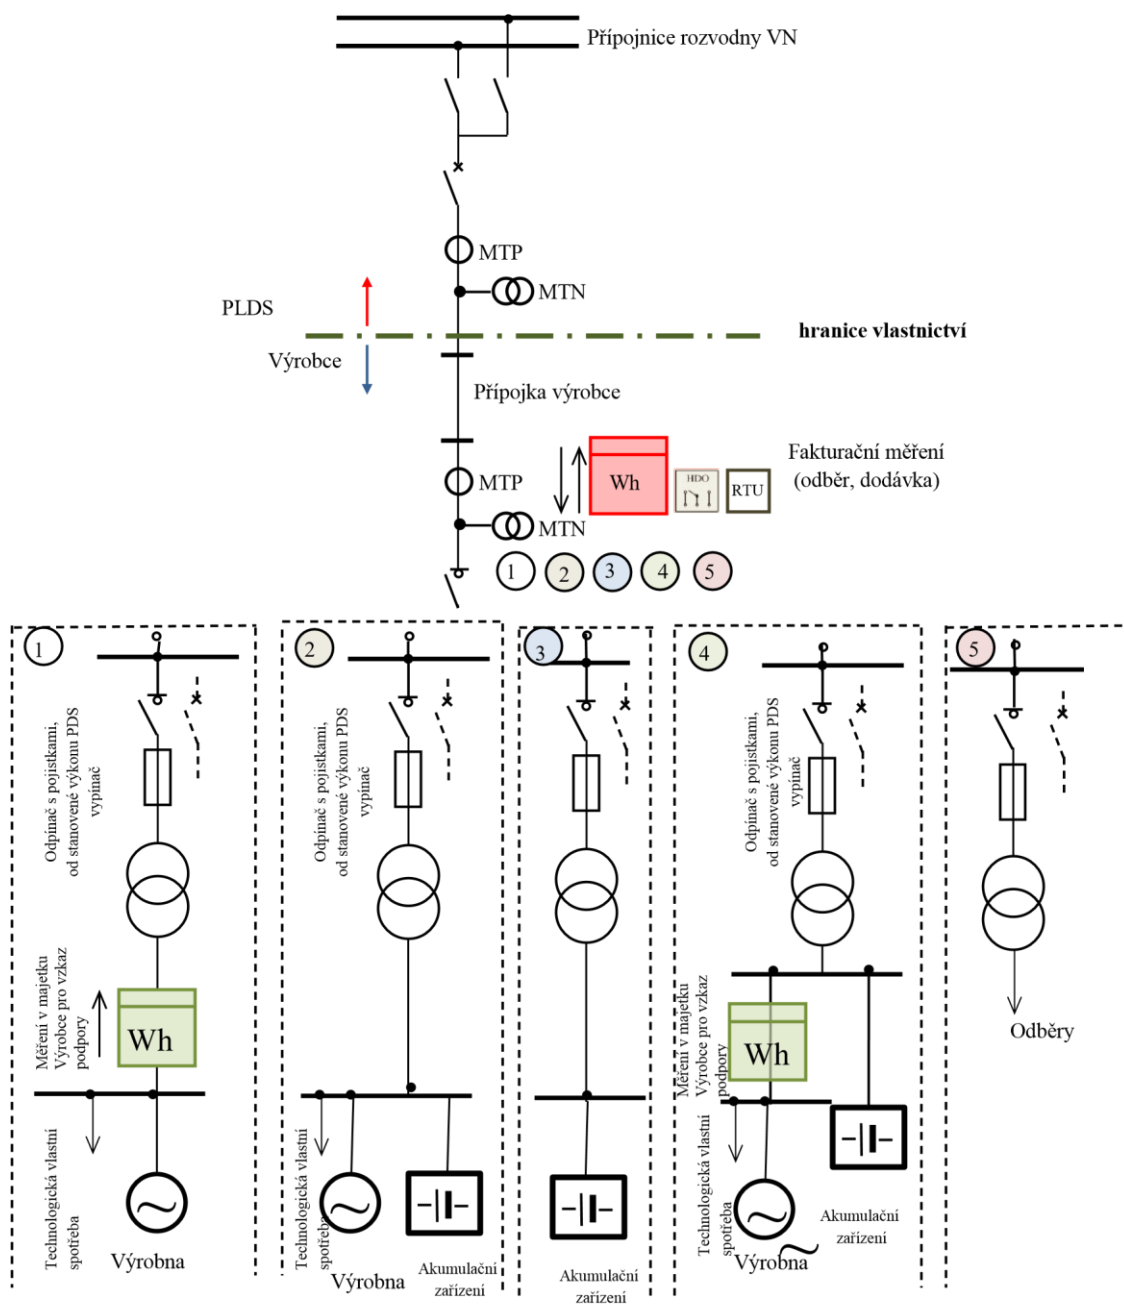 Přípojnice rozvodny VN
MTP
MTN
PLDS
hranice vlastnictví
Výrobce
Přípojka výrobce
Fakturační měření
(odběr, dodávka)
Wh
HDO
RTU
MTP
MTN
1
2
3
4
5
1
Odpínač s pojistkami,
od stanovené výkonu PDS
vypínač
Měření v majetku
Výrobce pro vzkaz
podpory
Wh
Technologická vlastní
spotřeba
Výrobna
2
Odpínač s pojistkami,
od stanovené výkonu PDS
vypínač
Technologická vlastní
spotřeba
Výrobna
Akumulační
zařízení
3
Akumulační
zařízení
4
Odpínač s pojistkami,
od stanovené výkonu PDS
vypínač
Měření v majetku
Výrobce pro vzkaz
podpory
Wh
Technologická vlastní
spotřeba
Výrobna
Akumulační
zařízení
5
Odběry